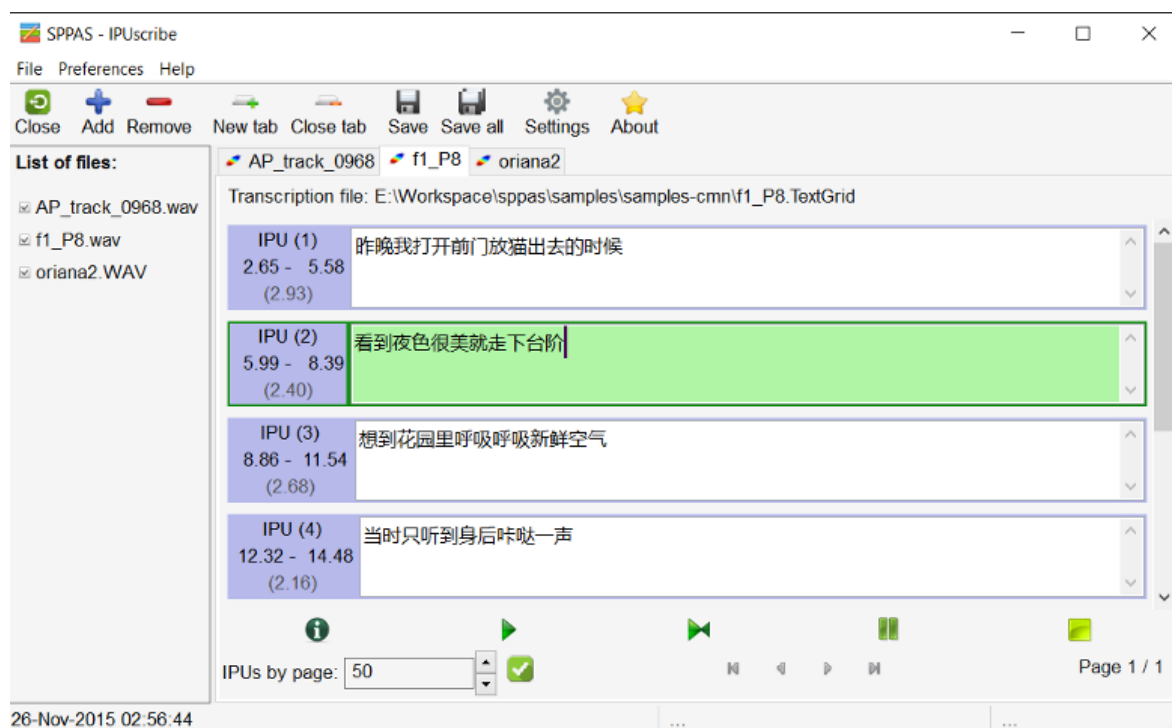 SPPAS - IPUscribe
File Preferences Help
Close Add Remove New tab Close tab Save Save all Settings About
List of files:
AP_track_0968 f1_P8 oriana2
Transcription file: E:\Workspace\sppas\samples\samples-cmn\f1_P8.TextGrid
AP_track_0968.wav
f1_P8.wav
oriana2.WAV
IPU (1)
2.65 - 5.58
(2.93)
昨晚我打开前门放猫出去的时候
IPU (2)
5.99 - 8.39
(2.40)
看到夜色很美就走下台阶
IPU (3)
8.86 - 11.54
(2.68)
想到花园里呼吸呼吸新鲜空气
IPU (4)
12.32 - 14.48
(2.16)
当时只听到身后咔哒一声
IPUs by page: 50
Page 1 / 1
26-Nov-2015 02:56:44
...
...